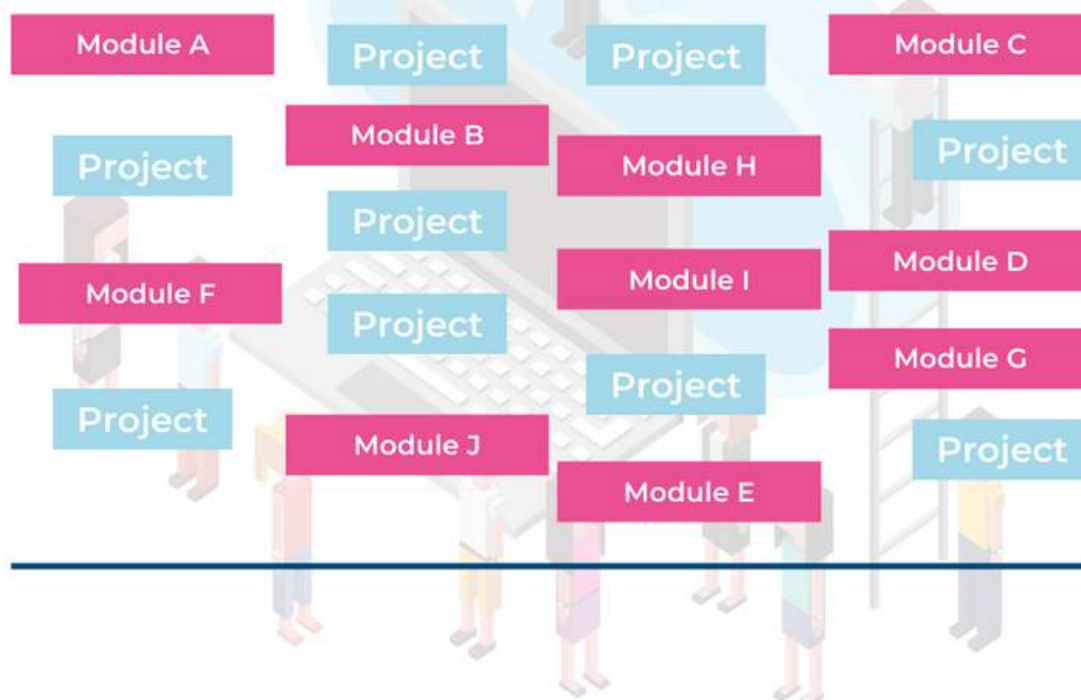 Module A
Project
Project
Module C
Module B
Project
Module H
Project
Project
Module D
Module F
Module I
Project
Module G
Project
Project
Module J
Project
Module E